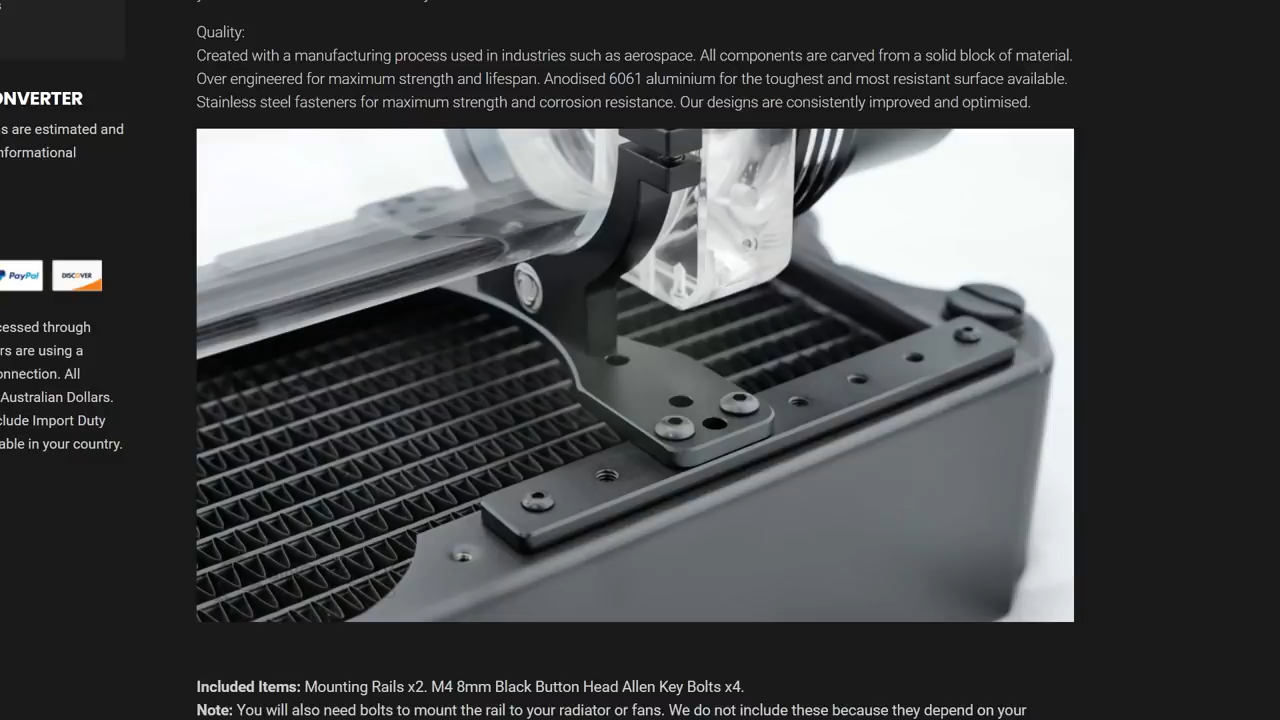 Quality:
Created with a manufacturing process used in industries such as aerospace. All components are carved from a solid block of material.
Over engineered for maximum strength and lifespan. Anodised 6061 aluminium for the toughest and most resistant surface available.
Stainless steel fasteners for maximum strength and corrosion resistance. Our designs are consistently improved and optimised.
ONVERTER
s are estimated and
nformational
PayPal
DISCOVER
cessed through
rs are using a
onnection. All
Australian Dollars.
clude Import Duty
able in your country.
Included Items: Mounting Rails x2. M4 8mm Black Button Head Allen Key Bolts x4.
Note: You will also need bolts to mount the rail to your radiator or fans. We do not include these because they depend on your